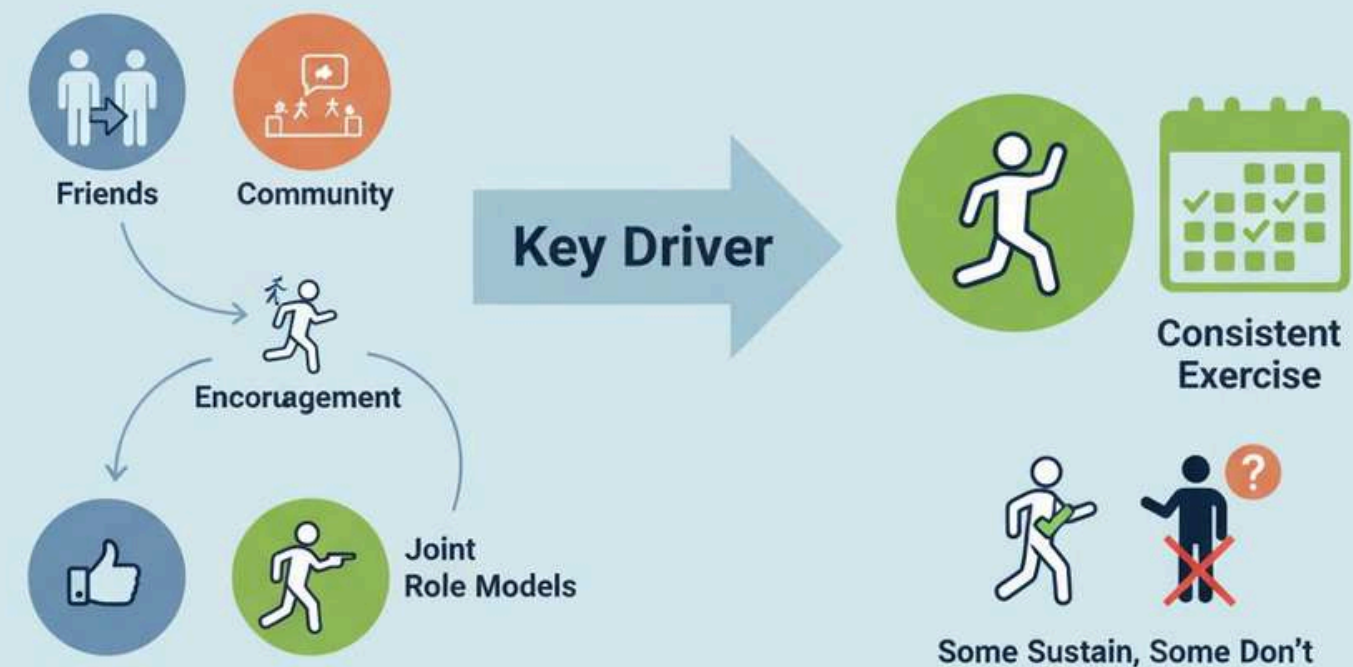 Friends
Community
Key Driver
Encoruagement
Joint
Role Models
Consistent
Exercise
?
Some Sustain, Some Don't